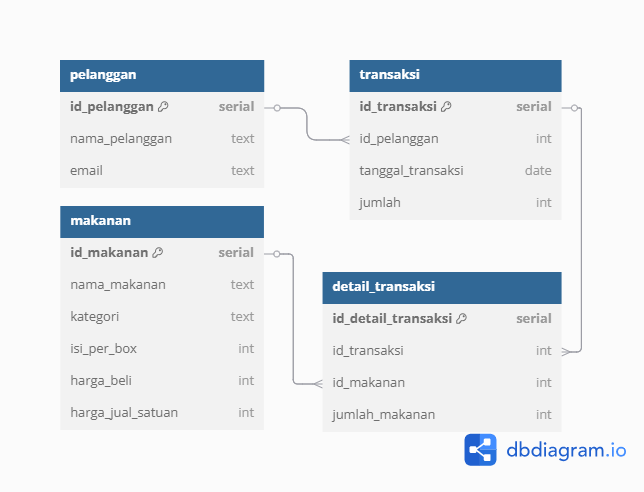 pelanggan
id_pelanggan serial
nama_pelanggan text
email text
transaksi
id_transaksi serial
id_pelanggan int
tanggal_transaksi date
jumlah int
makanan
id_makanan serial
nama_makanan text
kategori text
isi_per_box int
harga_beli int
harga_jual_satuan int
detail_transaksi
id_detail_transaksi serial
id_transaksi int
id_makanan int
jumlah_makanan int
dbdiagram.io